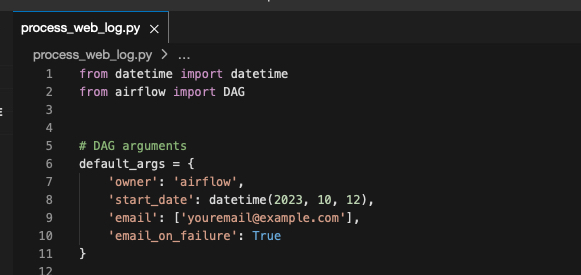 process_web_log.py ×
process_web_log.py > ...
1 from datetime import datetime
2 from airflow import DAG
3
4
5 # DAG arguments
6 default_args = {
7     'owner': 'airflow',
8     'start_date': datetime(2023, 10, 12),
9     'email': ['youremail@example.com'],
10     'email_on_failure': True
11 }
12